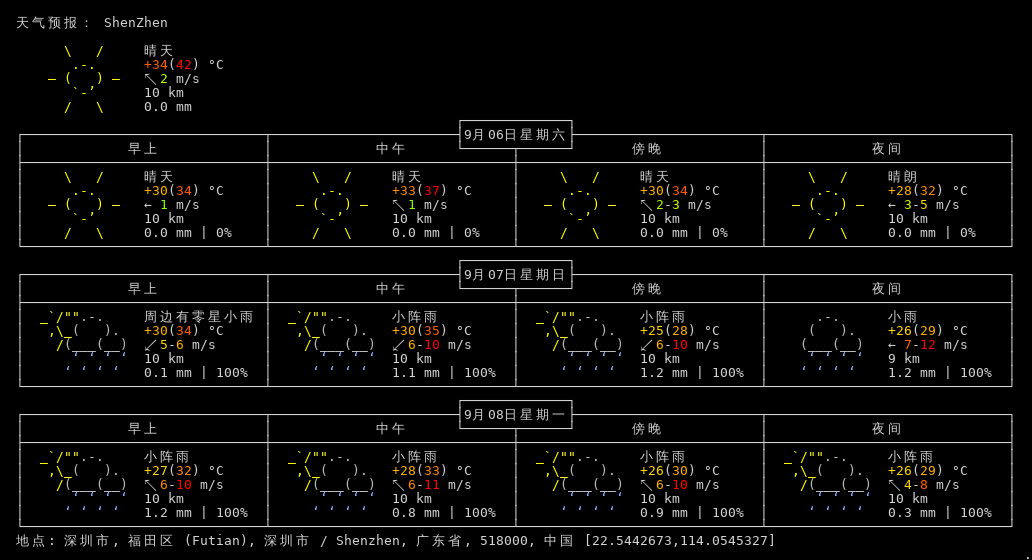 天气预报： ShenZhen
晴天
+34(42) °C
↖2 m/s
10 km
0.0 mm
9月06日星期六
早上 中午 傍晚 夜间
晴天 晴天 晴天 晴朗
+30(34) °C +33(37) °C +30(34) °C +28(32) °C
← 1 m/s ↖1 m/s ↖2-3 m/s ← 3-5 m/s
10 km 10 km 10 km 10 km
0.0 mm | 0% 0.0 mm | 0% 0.0 mm | 0% 0.0 mm | 0%
9月07日星期日
早上 中午 傍晚 夜间
周边有零星小雨 小阵雨 小阵雨 小雨
+30(34) °C +30(35) °C +25(28) °C +26(29) °C
↙5-6 m/s ↙6-10 m/s ↙6-10 m/s ← 7-12 m/s
10 km 10 km 10 km 9 km
0.1 mm | 100% 1.1 mm | 100% 1.2 mm | 100% 1.2 mm | 100%
9月08日星期一
早上 中午 傍晚 夜间
小阵雨 小阵雨 小阵雨 小阵雨
+27(32) °C +28(33) °C +26(30) °C +26(29) °C
↖6-10 m/s ↖6-11 m/s ↖6-10 m/s ↖4-8 m/s
10 km 10 km 10 km 10 km
1.2 mm | 100% 0.8 mm | 100% 0.9 mm | 100% 0.3 mm | 100%
地点: 深圳市, 福田区 (Futian), 深圳市 / Shenzhen, 广东省, 518000, 中国 [22.5442673,114.0545327]